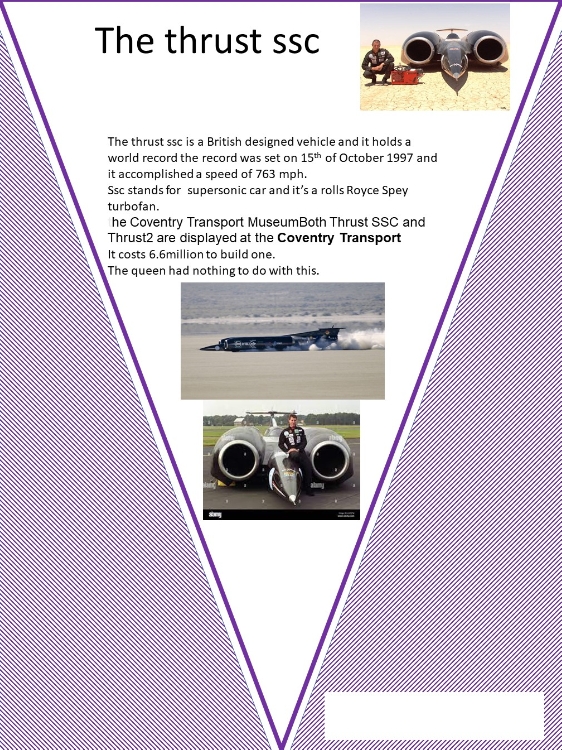 The thrust ssc
The thrust ssc is a British designed vehicle and it holds a
world record the record was set on 15th of October 1997 and
it accomplished a speed of 763 mph.
Ssc stands for supersonic car and it's a rolls Royce Spey
turbofan.
he Coventry Transport MuseumBoth Thrust SSC and
Thrust2 are displayed at the Coventry Transport
It costs 6.6million to build one.
The queen had nothing to do with this.
alamy
alamy